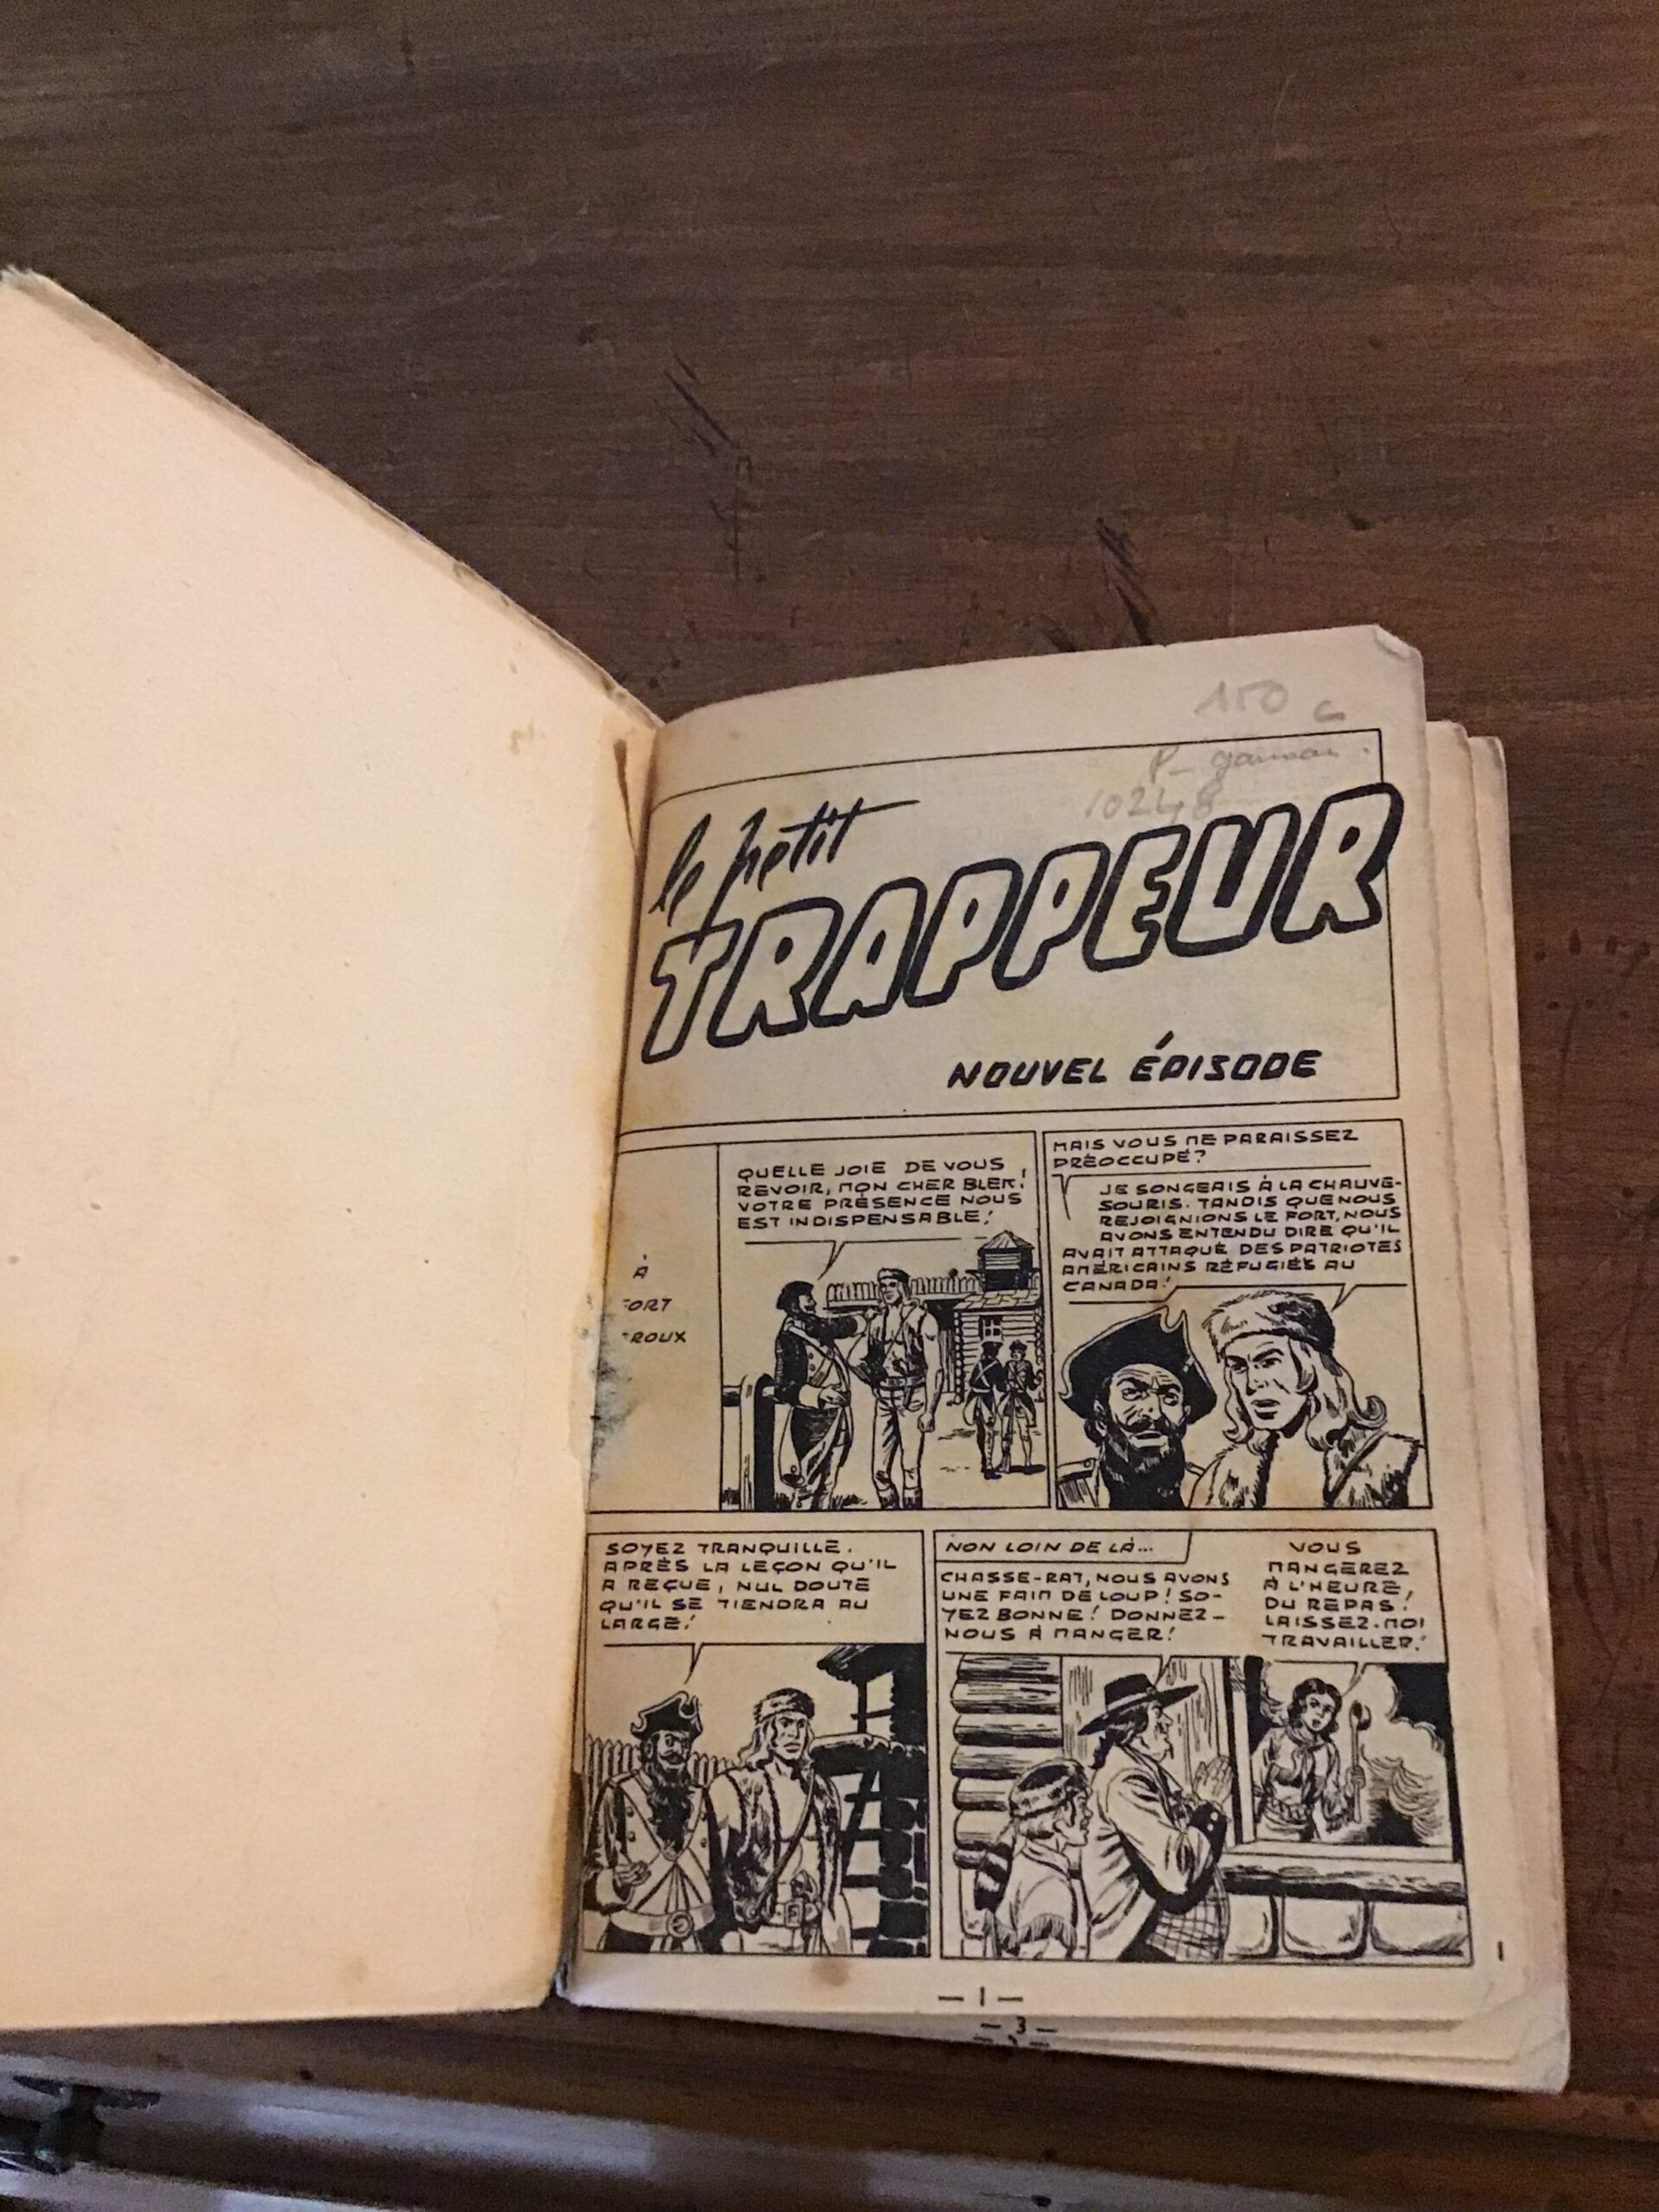 150
P_
10248
le petit
TRAPPEUR
NOUVEL ÉPISODE
À
FORT
ROUX
QUELLE JOIE DE VOUS
REVOIR, MON CHER BLEK!
VOTRE PRÉSENCE NOUS
EST INDISPENSABLE!
MAIS VOUS ME PARAISSEZ
PRÉOCCUPÉ?
JE SONGEAIS À LA CHAUVE-
SOURIS. TANDIS QUE NOUS
REJOIGNIONS LE FORT, NOUS
AVONS ENTENDU DIRE QU'IL
AVAIT ATTAQUÉ DES PATRIOTES
AMÉRICAINS RÉFUGIÉS AU
CANADA!
SOYEZ TRANQUILLE.
APRÈS LA LEÇON QU'IL
A REÇUE, NUL DOUTE
QU'IL SE TIENDRA AU
LARGE!
NON LOIN DE LÀ...
CHASSE-RAT, NOUS AVONS
UNE FAIM DE LOUP! SO-
YEZ BONNE! DONNEZ-
NOUS À MANGER!
VOUS
MANGEREZ
À L'HEURE
DU REPAS!
LAISSEZ-MOI
TRAVAILLER!
1
— 1 —
— 3 —